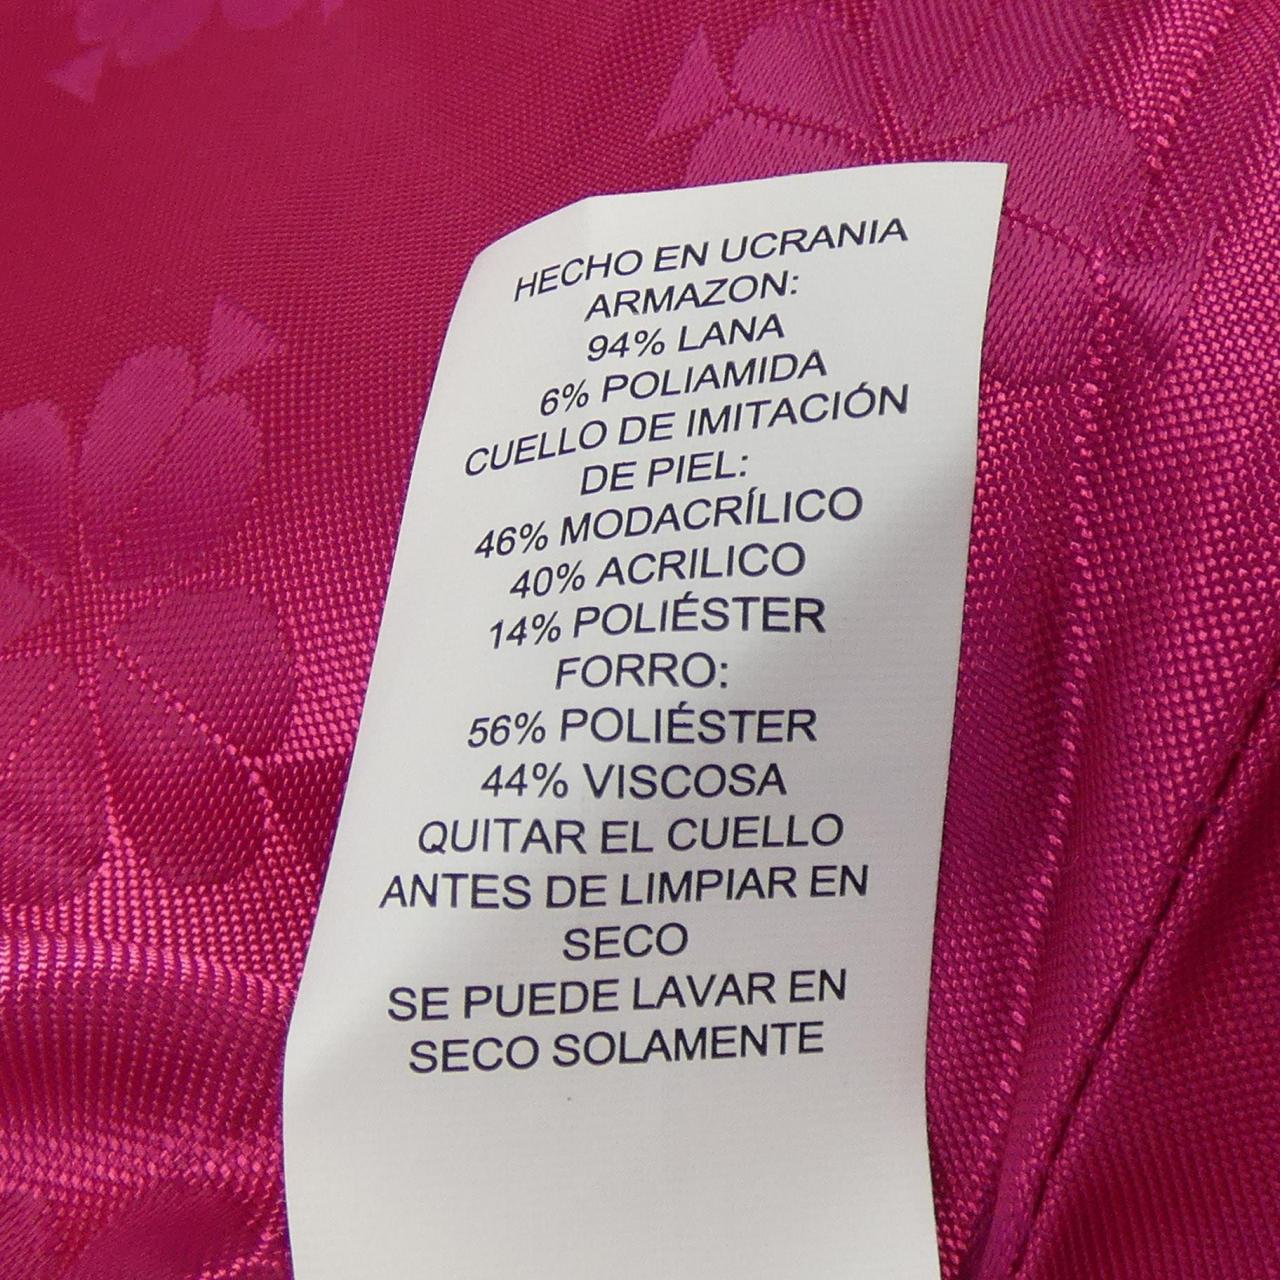 HECHO EN UCRANIA
ARMAZON:
94% LANA
6% POLIAMIDA
CUELLO DE IMITACIÓN
DE PIEL:
46% MODACRÍLICO
40% ACRILICO
14% POLIÉSTER
FORRO:
56% POLIÉSTER
44% VISCOSA
QUITAR EL CUELLO
ANTES DE LIMPIAR EN
SECO
SE PUEDE LAVAR EN
SECO SOLAMENTE